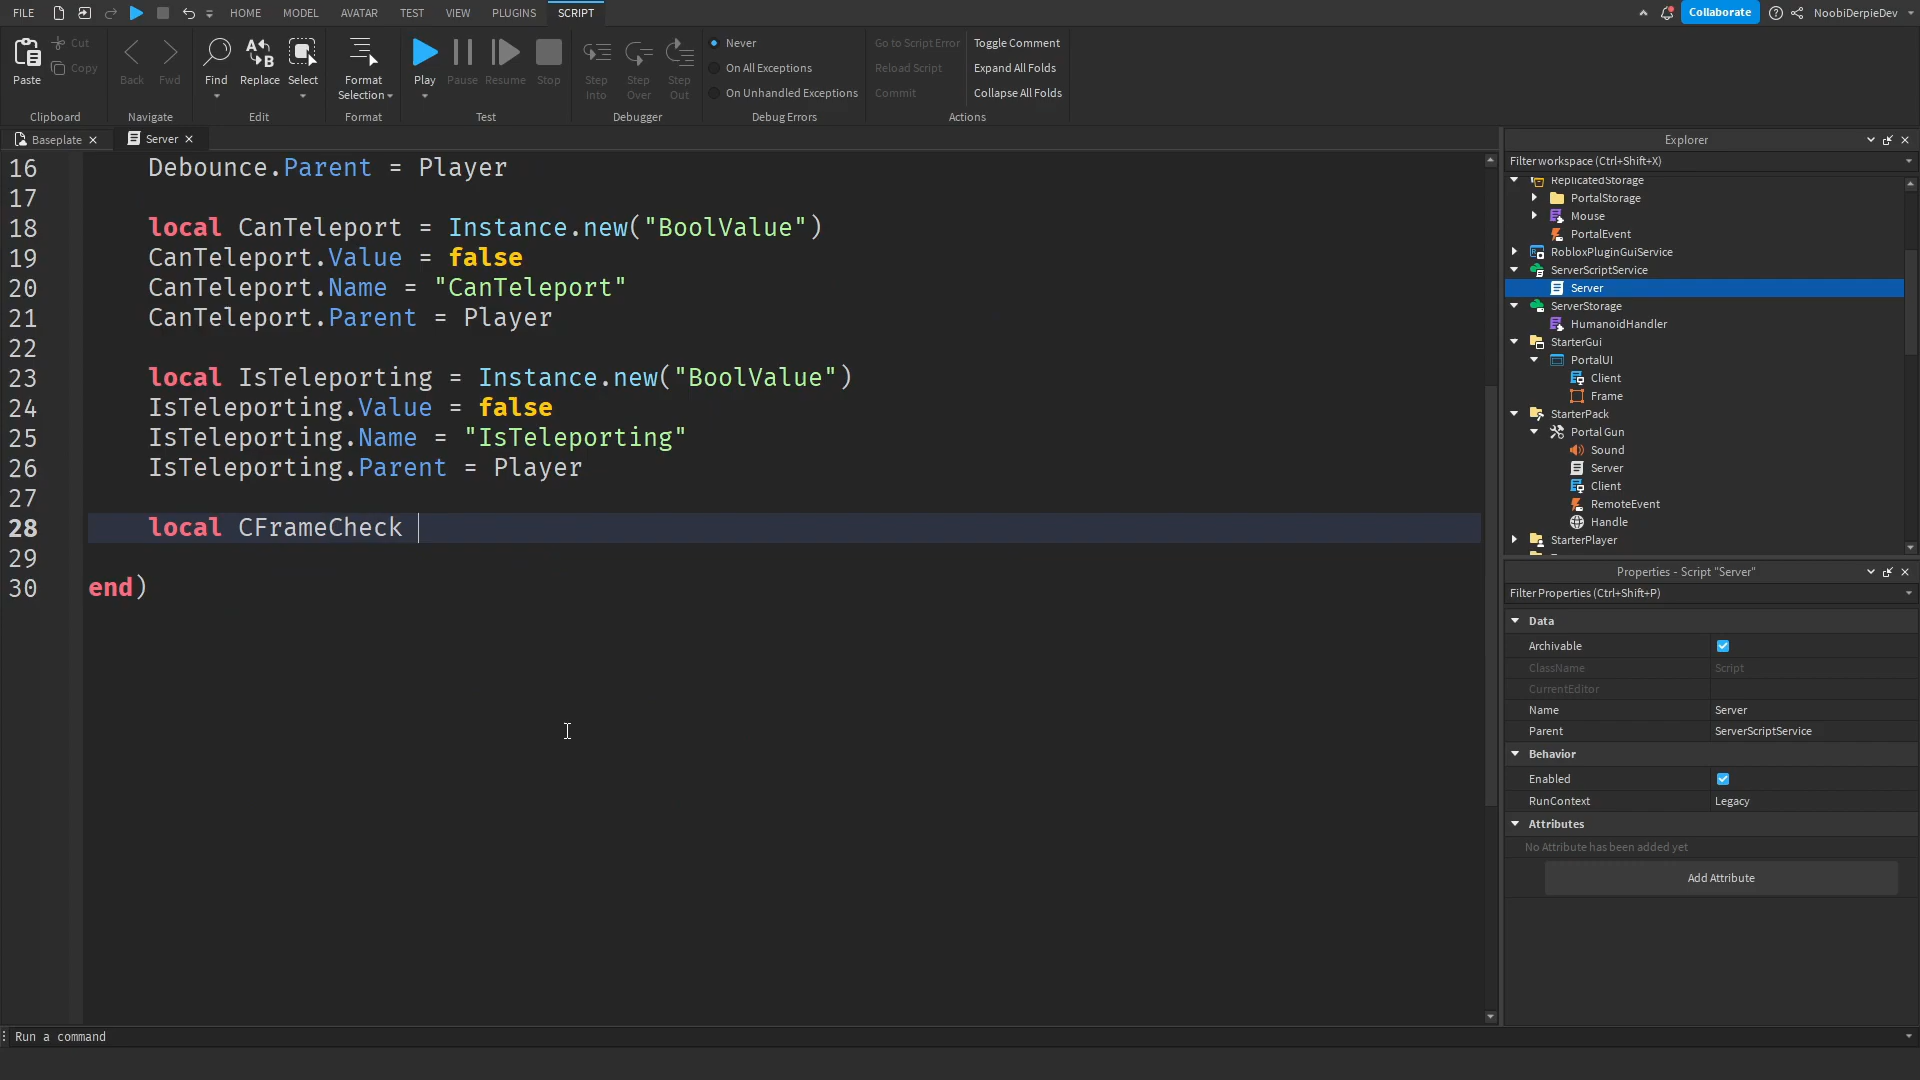 FILE HOME MODEL AVATAR TEST VIEW PLUGINS SCRIPT Collaborate NoobiDerpieDev
Paste Cut Copy Back Fwd Find Replace Select Format Selection Play Pause Resume Stop Step Into Step Over Step Out
Never
On All Exceptions
On Unhandled Exceptions
Go to Script Error
Reload Script
Commit
Toggle Comment
Expand All Folds
Collapse All Folds
Clipboard Navigate Edit Format Test Debugger Debug Errors Actions
Baseplate Server
16 Debounce.Parent = Player
17
18 local CanTeleport = Instance.new("BoolValue")
19 CanTeleport.Value = false
20 CanTeleport.Name = "CanTeleport"
21 CanTeleport.Parent = Player
22
23 local IsTeleporting = Instance.new("BoolValue")
24 IsTeleporting.Value = false
25 IsTeleporting.Name = "IsTeleporting"
26 IsTeleporting.Parent = Player
27
28 local CFrameCheck
29
30 end)
Explorer
Filter workspace (Ctrl+Shift+X)
ReplicatedStorage
PortalStorage
Mouse
PortalEvent
RobloxPluginGuiService
ServerScriptService
Server
ServerStorage
HumanoidHandler
StarterGui
PortalUI
Client
Frame
StarterPack
Portal Gun
Sound
Server
Client
RemoteEvent
Handle
StarterPlayer
Properties - Script "Server"
Filter Properties (Ctrl+Shift+P)
Data
Archivable
ClassName Script
CurrentEditor
Name Server
Parent ServerScriptService
Behavior
Enabled
RunContext Legacy
Attributes
No Attribute has been added yet
Add Attribute
Run a command